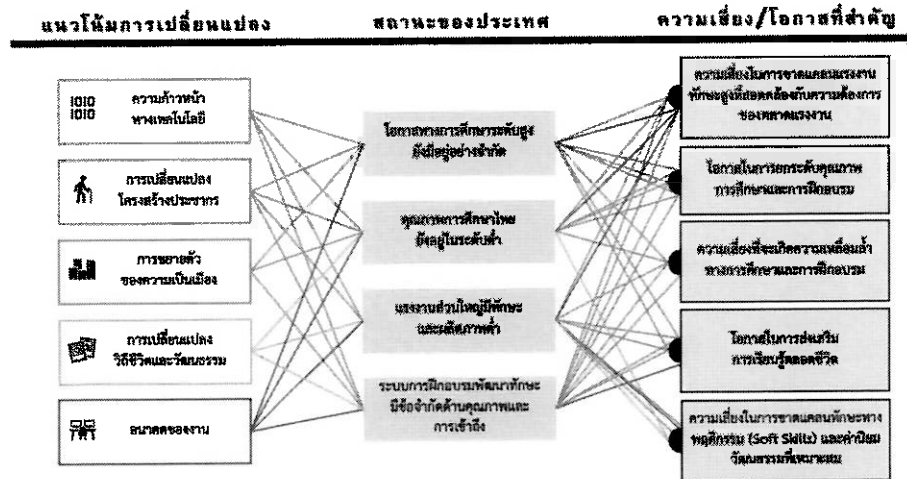 แนวโน้มการเปลี่ยนแปลง
สถานะของประเทศ
ความเสี่ยง/โอกาสที่สำคัญ
1010
1010
ความก้าวหน้า
ทางเทคโนโลยี
การเปลี่ยนแปลง
โครงสร้างประชากร
การขยายตัว
ของความเป็นเมือง
การเปลี่ยนแปลง
วิถีชีวิตและวัฒนธรรม
อนาคตของงาน
โอกาสทางการศึกษาระดับสูง
ยังมีอยู่อย่างจำกัด
คุณภาพการศึกษาไทย
ยังอยู่ในระดับต่ำ
แรงงานส่วนใหญ่มีทักษะ
และผลิตภาพต่ำ
ระบบการฝึกอบรมพัฒนาทักษะ
มีข้อจำกัดด้านคุณภาพและ
การเข้าถึง
ความเสี่ยงในการขาดแคลนแรงงาน
ทักษะสูงที่สอดคล้องกับความต้องการ
ของตลาดแรงงาน
โอกาสในการยกระดับคุณภาพ
การศึกษาและการฝึกอบรม
ความเสี่ยงที่จะเกิดความเหลื่อมล้ำ
ทางการศึกษาและการฝึกอบรม
โอกาสในการส่งเสริม
การเรียนรู้ตลอดชีวิต
ความเสี่ยงในการขาดแคลนทักษะทาง
พฤติกรรม (Soft Skills) และค่านิยม
วัฒนธรรมที่เหมาะสม